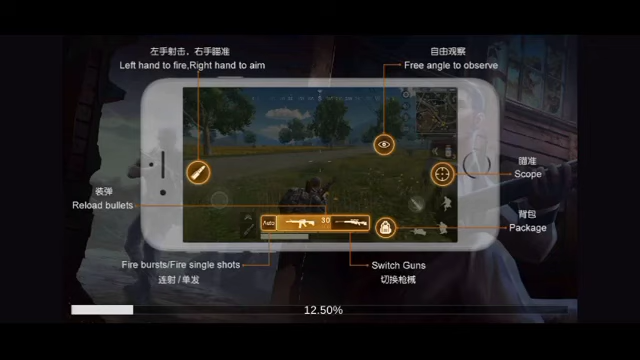 左手射击，右手瞄准
Left hand to fire,Right hand to aim
自由观察
Free angle to observe
瞄准
Scope
装弹
Reload bullets
背包
Package
Auto
30
Fire bursts/Fire single shots
连射/单发
Switch Guns
切换枪械
12.50%